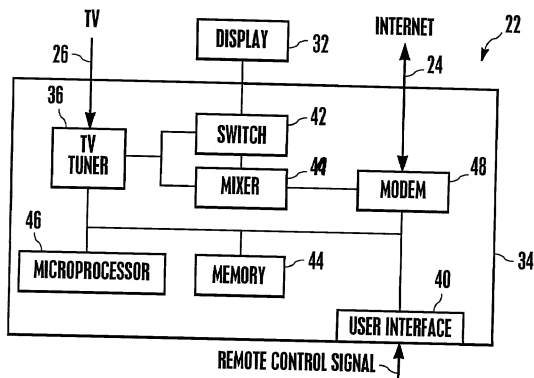 TV
DISPLAY
32
INTERNET
22
26
24
36
TV
TUNER
SWITCH
42
MIXER
MODEM
48
46
MICROPROCESSOR
MEMORY
44
34
40
USER INTERFACE
REMOTE CONTROL SIGNAL